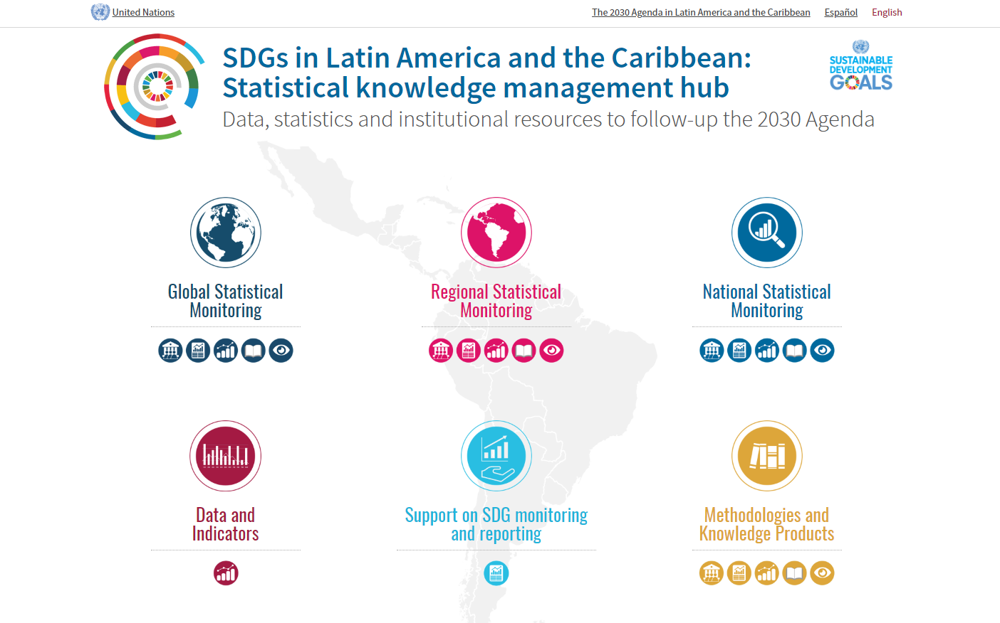 United Nations
The 2030 Agenda in Latin America and the Caribbean
Español
English
SDGs in Latin America and the Caribbean:
Statistical knowledge management hub
Data, statistics and institutional resources to follow-up the 2030 Agenda
SUSTAINABLE
DEVELOPMENT
GOALS
Global Statistical
Monitoring
Regional Statistical
Monitoring
National Statistical
Monitoring
Data and
Indicators
Support on SDG monitoring
and reporting
Methodologies and
Knowledge Products